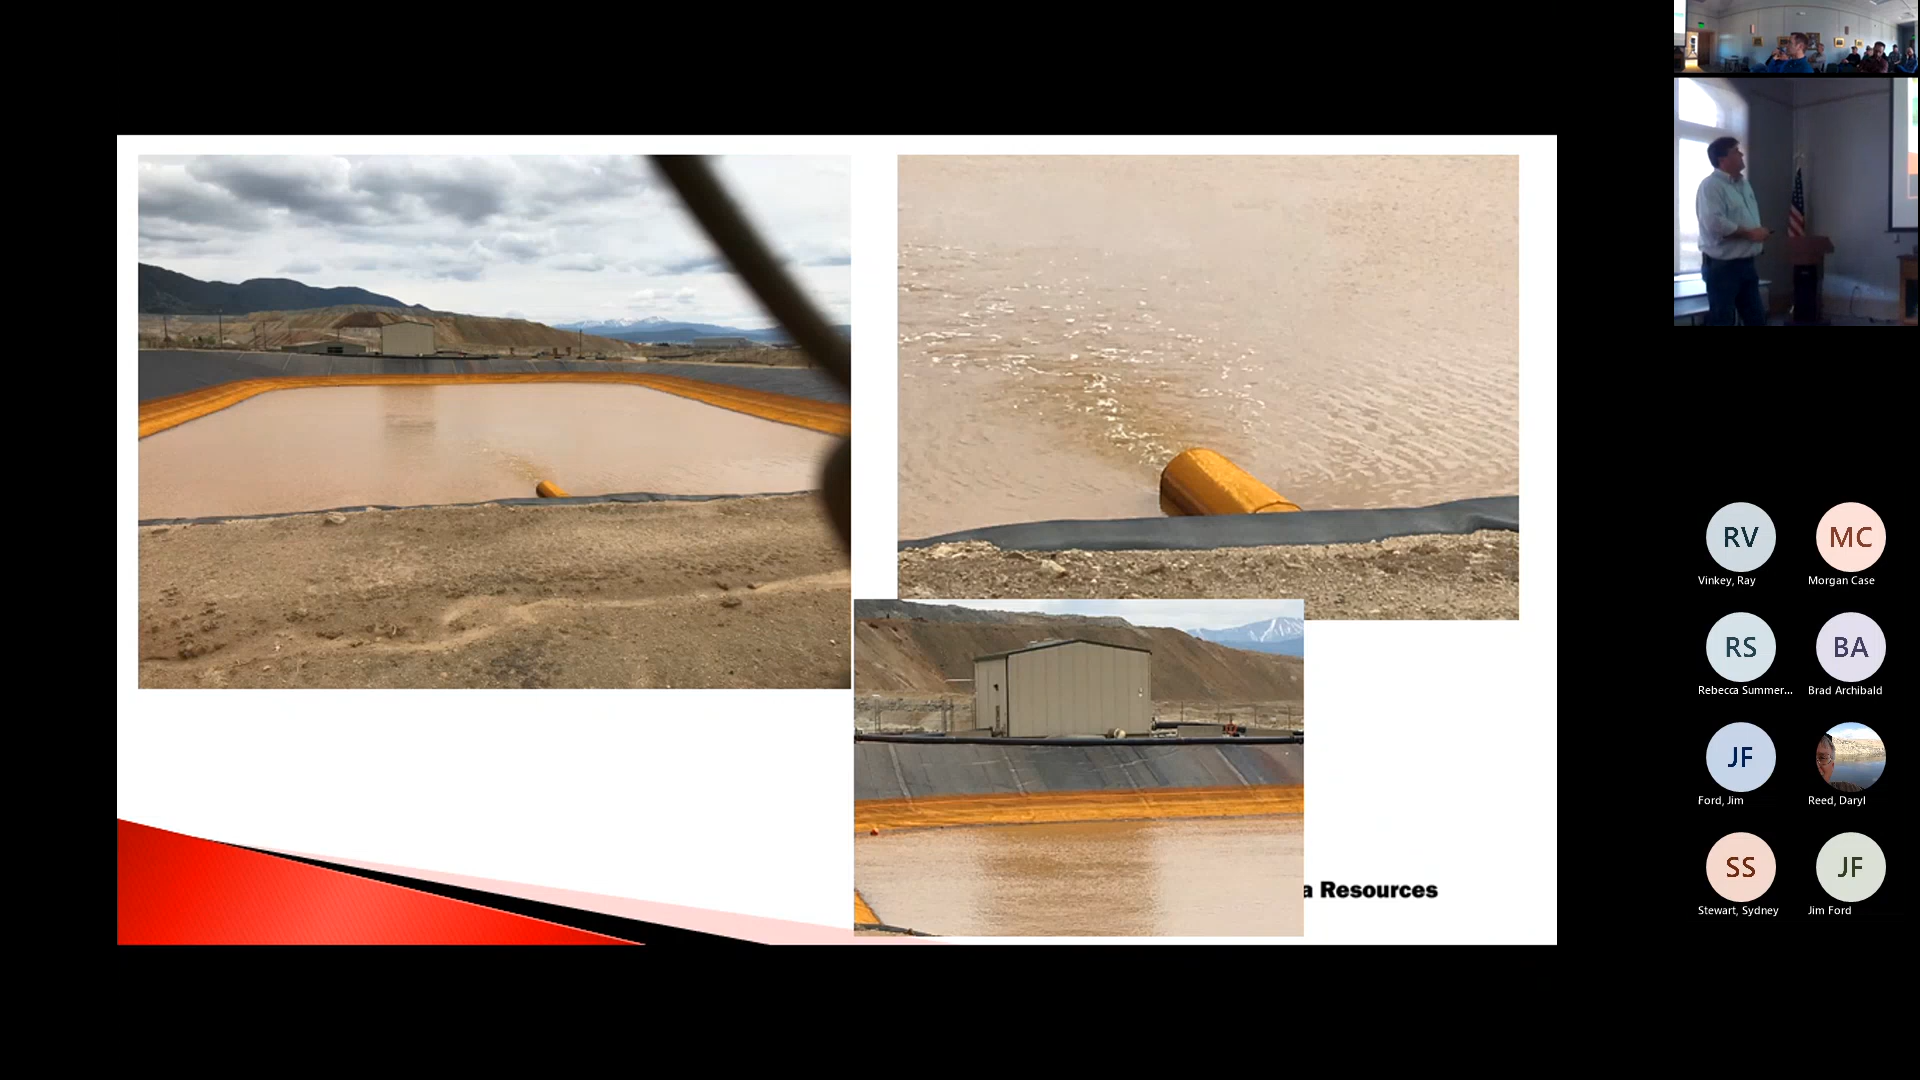 a Resources
RV
Vinkey, Ray
MC
Morgan Case
RS
Rebecca Summer...
BA
Brad Archibald
JF
Ford, Jim
Reed, Daryl
SS
Stewart, Sydney
JF
Jim Ford